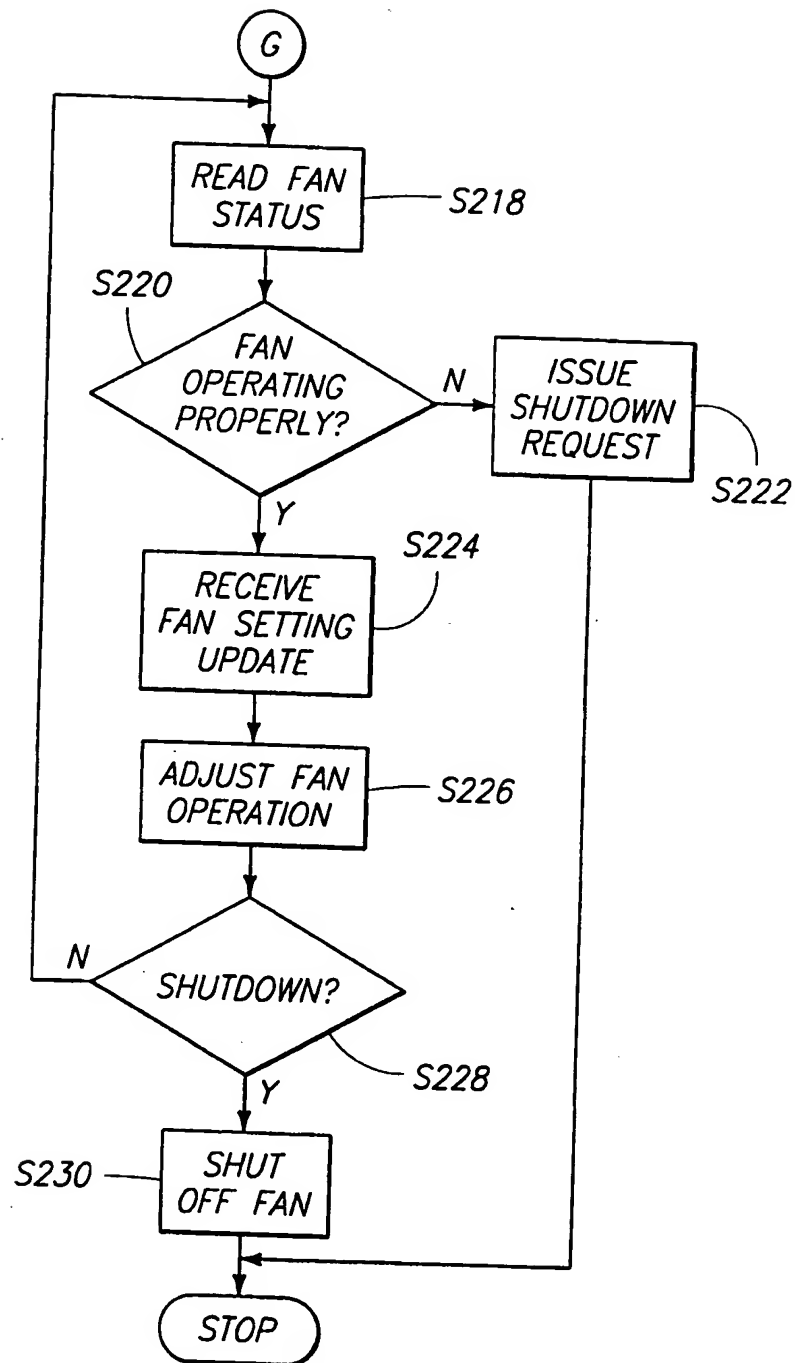 G
READ FAN
STATUS
S218
S220
FAN
OPERATING
PROPERLY?
N
ISSUE
SHUTDOWN
REQUEST
S222
Y
S224
RECEIVE
FAN SETTING
UPDATE
ADJUST FAN
OPERATION
S226
N
SHUTDOWN?
S228
Y
S230
SHUT
OFF FAN
STOP